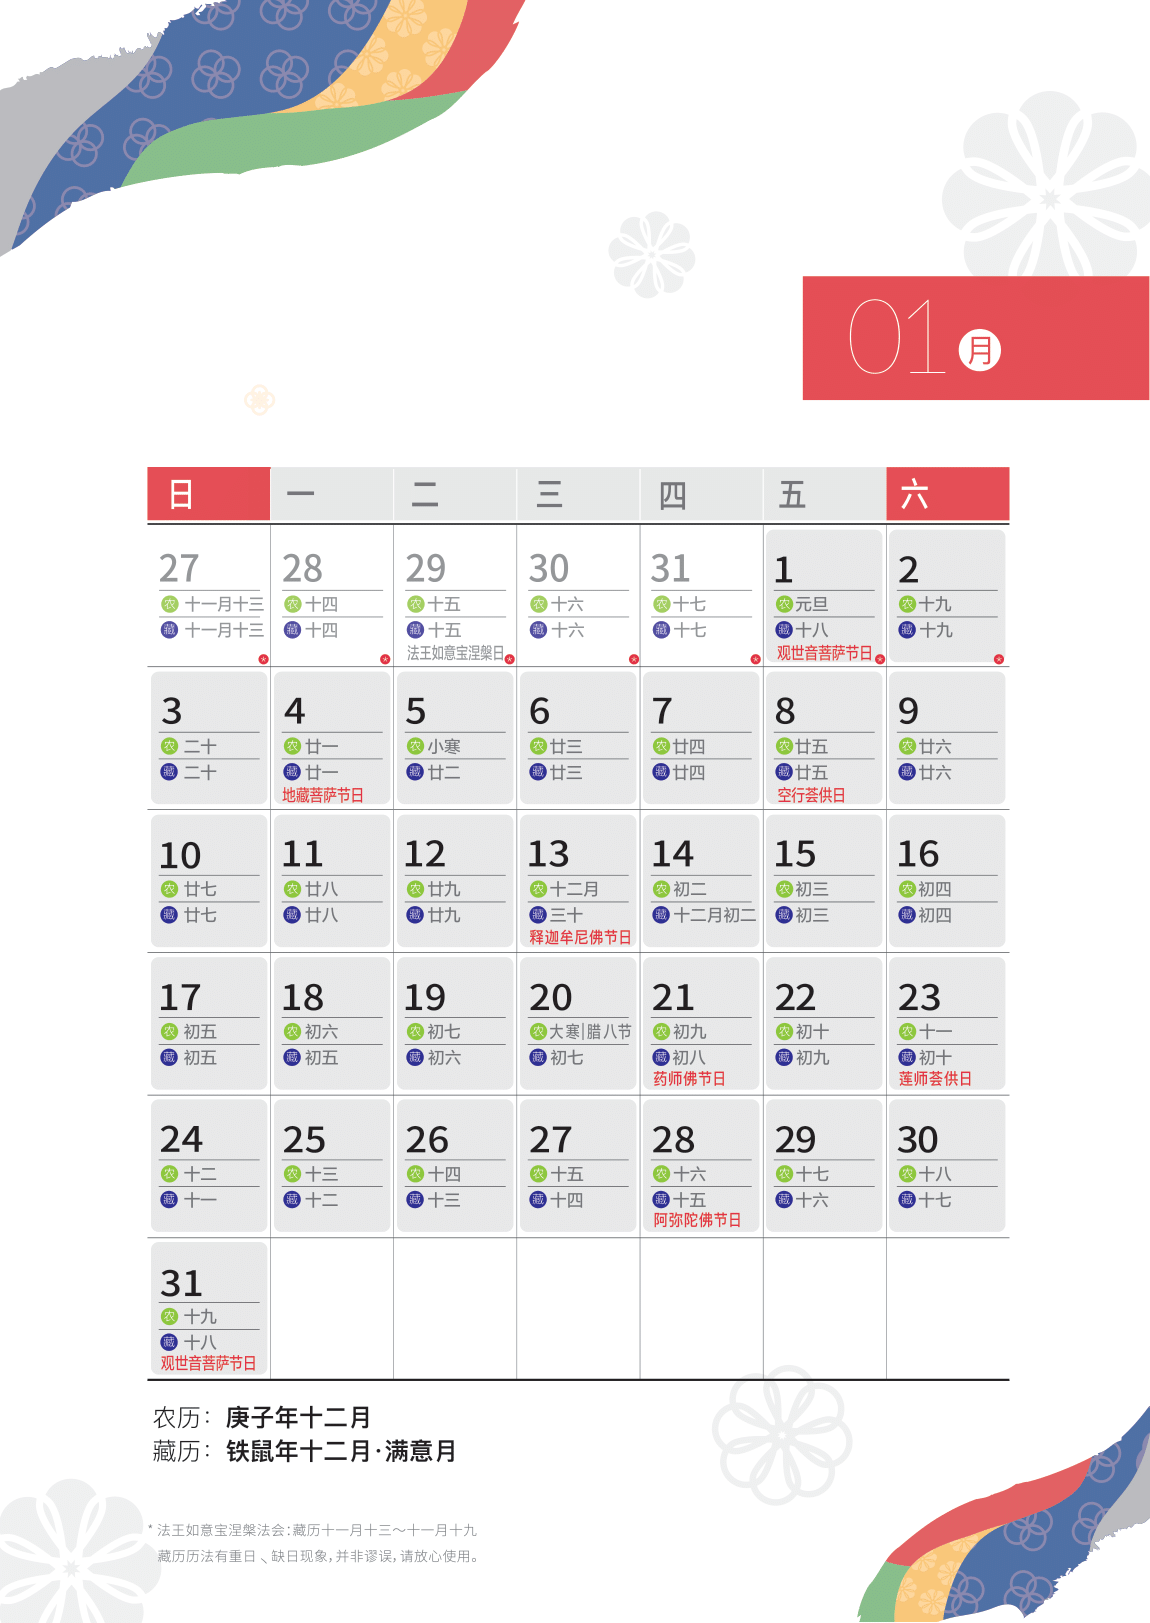 01 月
日 一 二 三 四 五 六
27 28 29 30 31 1 2
农 十一月十三 农 十四 农 十五 农 十六 农 十七 农 元旦 农 十九
藏 十一月十三 藏 十四 藏 十五 藏 十六 藏 十七 藏 十八 藏 十九
* * 法王如意宝涅槃日 * * * 观世音菩萨节日 * *
3 4 5 6 7 8 9
农 二十 农 廿一 农 小寒 农 廿三 农 廿四 农 廿五 农 廿六
藏 二十 藏 廿一 藏 廿二 藏 廿三 藏 廿四 藏 廿五 藏 廿六
地藏菩萨节日 空行荟供日
10 11 12 13 14 15 16
农 廿七 农 廿八 农 廿九 农 十二月 农 初二 农 初三 农 初四
藏 廿七 藏 廿八 藏 廿九 藏 三十 藏 十二月初二 藏 初三 藏 初四
释迦牟尼佛节日
17 18 19 20 21 22 23
农 初五 农 初六 农 初七 农 大寒|腊八节 农 初九 农 初十 农 十一
藏 初五 藏 初五 藏 初六 藏 初七 藏 初八 藏 初九 藏 初十
药师佛节日 莲师荟供日
24 25 26 27 28 29 30
农 十二 农 十三 农 十四 农 十五 农 十六 农 十七 农 十八
藏 十一 藏 十二 藏 十三 藏 十四 藏 十五 藏 十六 藏 十七
阿弥陀佛节日
31
农 十九
藏 十八
观世音菩萨节日
农历：庚子年十二月
藏历：铁鼠年十二月·满意月
* 法王如意宝涅槃法会：藏历十一月十三～十一月十九
藏历历法有重日、缺日现象，并非谬误，请放心使用。